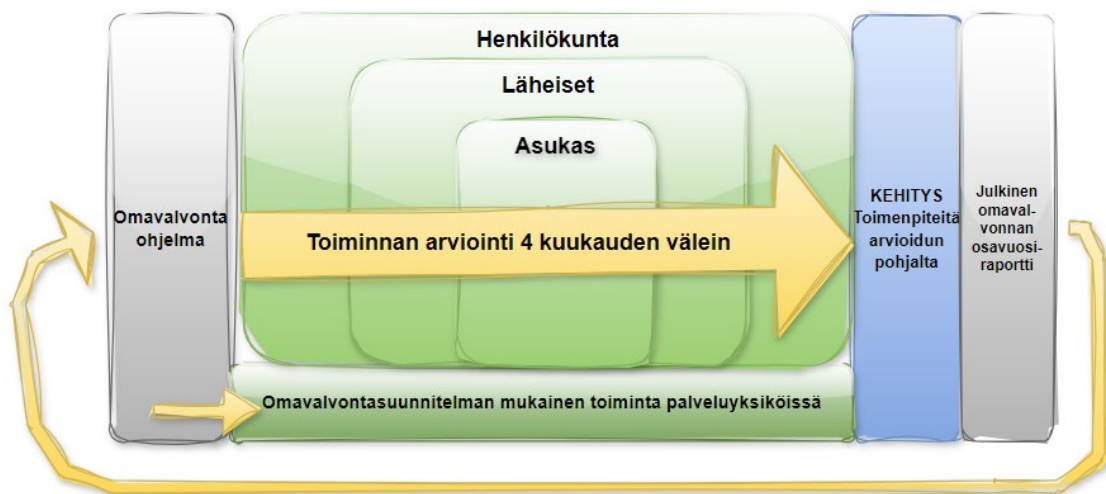 Henkilökunta
Läheiset
Asukas
Omavalvonta
ohjelma
Toiminnan arviointi 4 kuukauden välein
KEHITYS
Toimenpiteitä
arvioidun
pohjalta
Julkinen
omaval-
vonnan
osavuosi-
raportti
Omavalvontasuunnitelman mukainen toiminta palveluyksiköissä